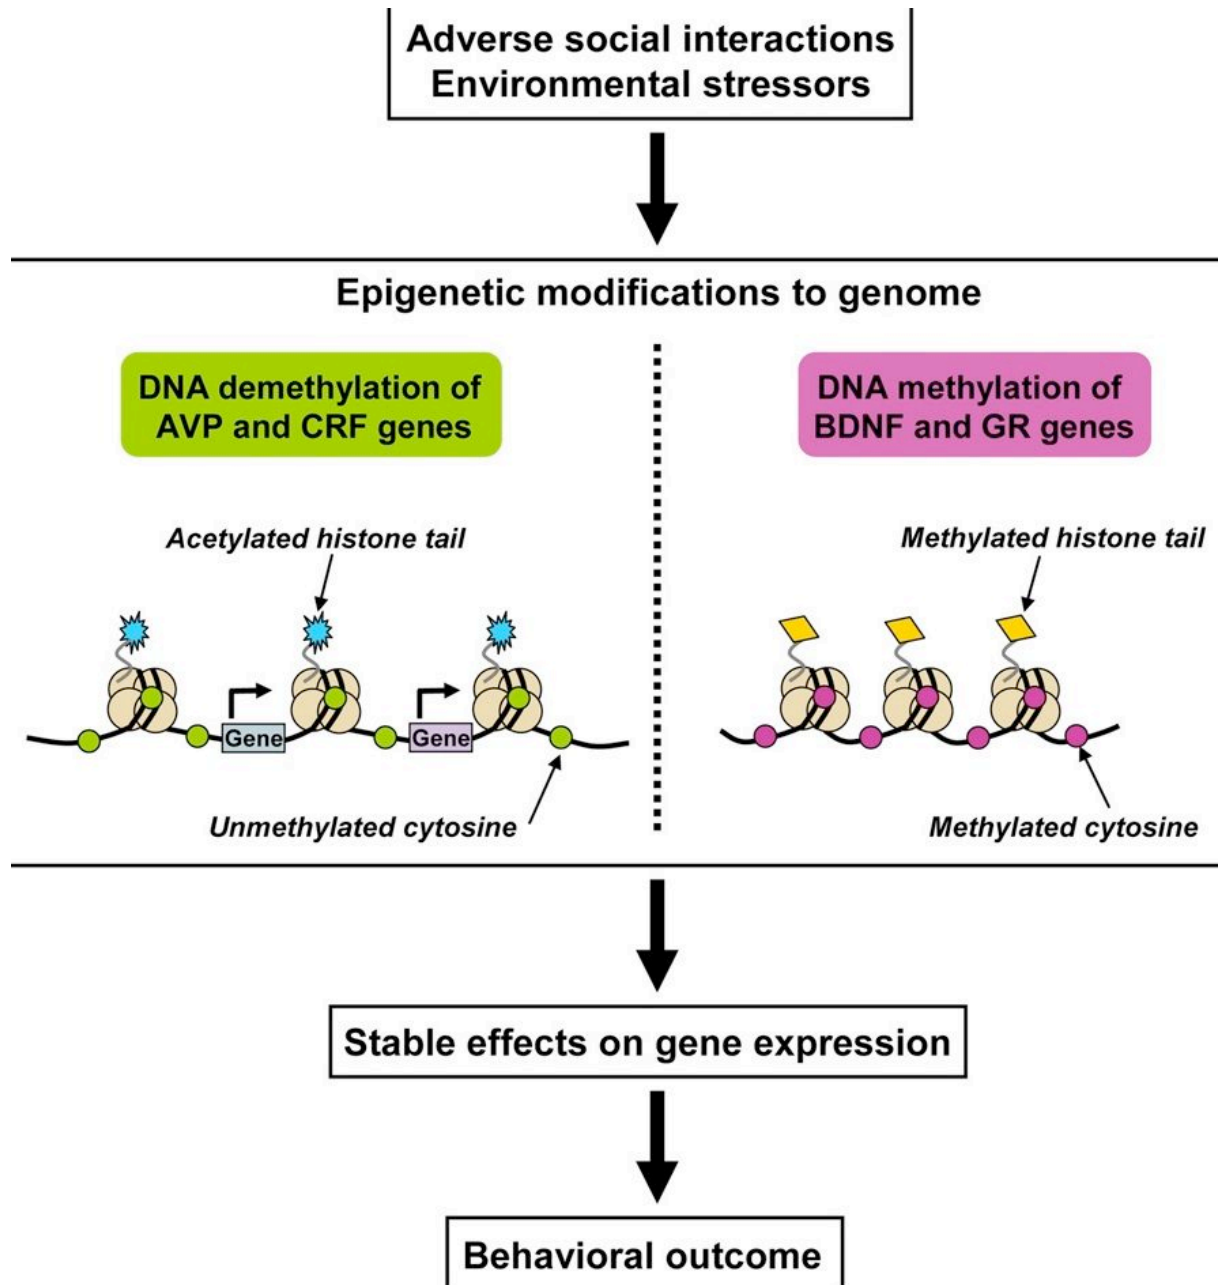 Adverse social interactions
Environmental stressors
Epigenetic modifications to genome
DNA demethylation of
AVP and CRF genes
DNA methylation of
BDNF and GR genes
Acetylated histone tail
Methylated histone tail
Gene
Gene
Unmethylated cytosine
Methylated cytosine
Stable effects on gene expression
Behavioral outcome